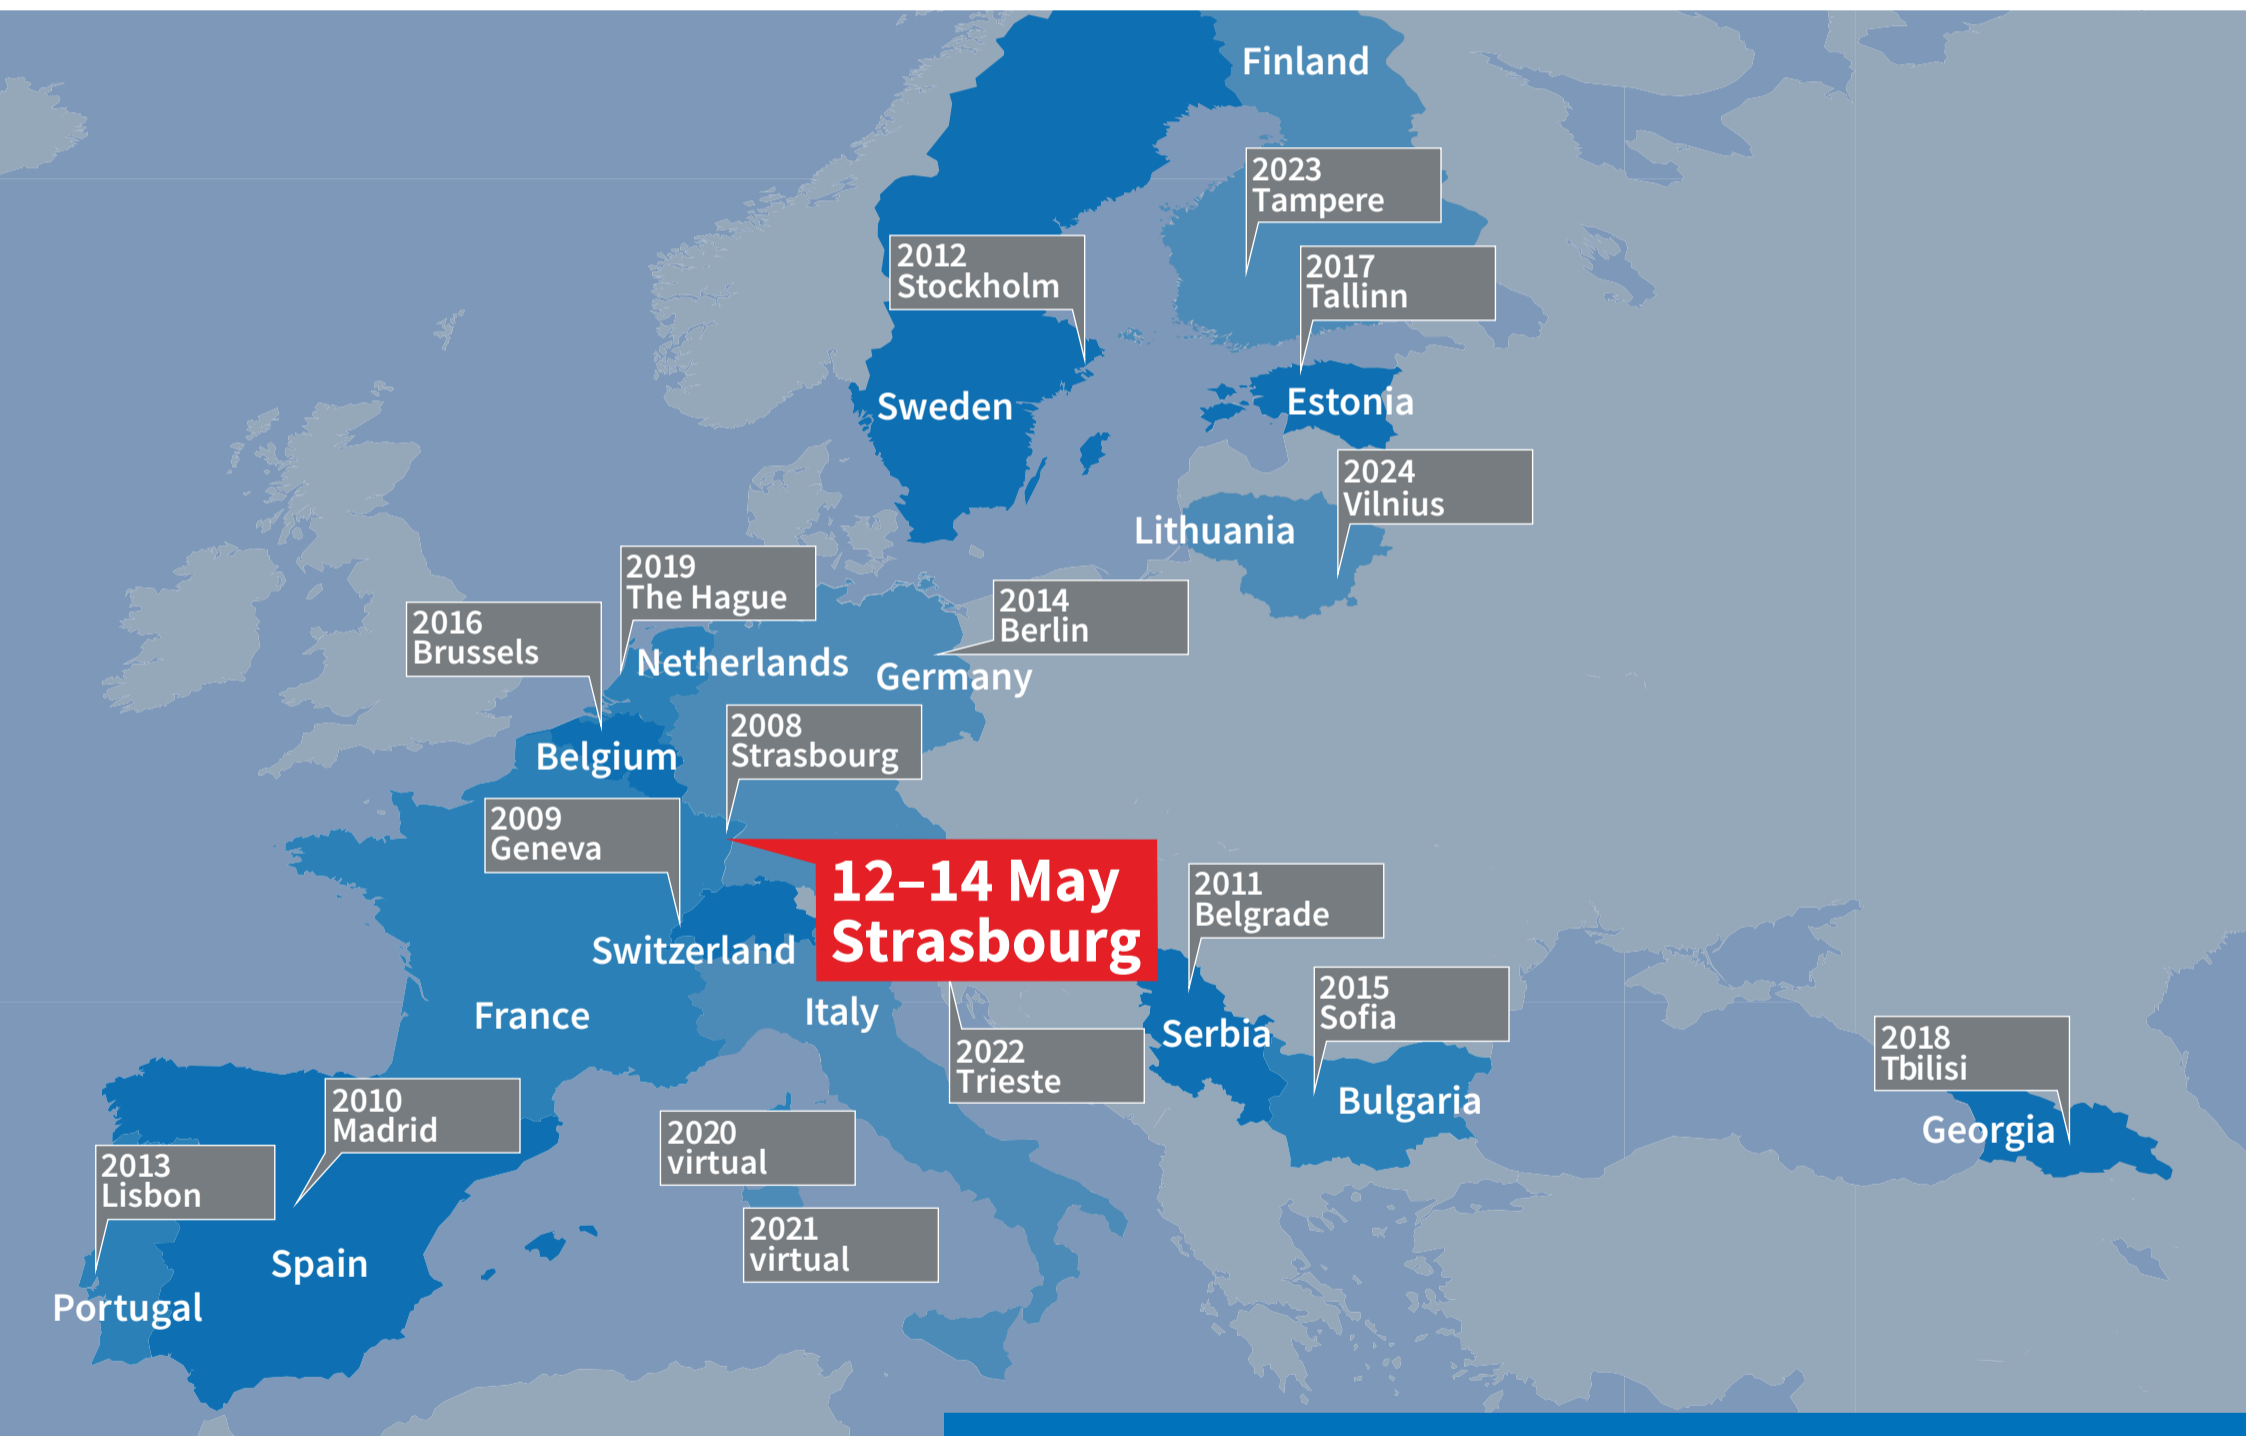 Finland
2023
Tampere
2012
Stockholm
2017
Tallinn
Sweden
Estonia
2024
Vilnius
Lithuania
2019
The Hague
2014
Berlin
2016
Brussels
Netherlands
Germany
2008
Strasbourg
Belgium
2009
Geneva
12–14 May
Strasbourg
2011
Belgrade
Switzerland
2015
Sofia
France
Italy
Serbia
2022
Trieste
2018
Tbilisi
2010
Madrid
Bulgaria
2020
virtual
Georgia
2013
Lisbon
2021
virtual
Spain
Portugal